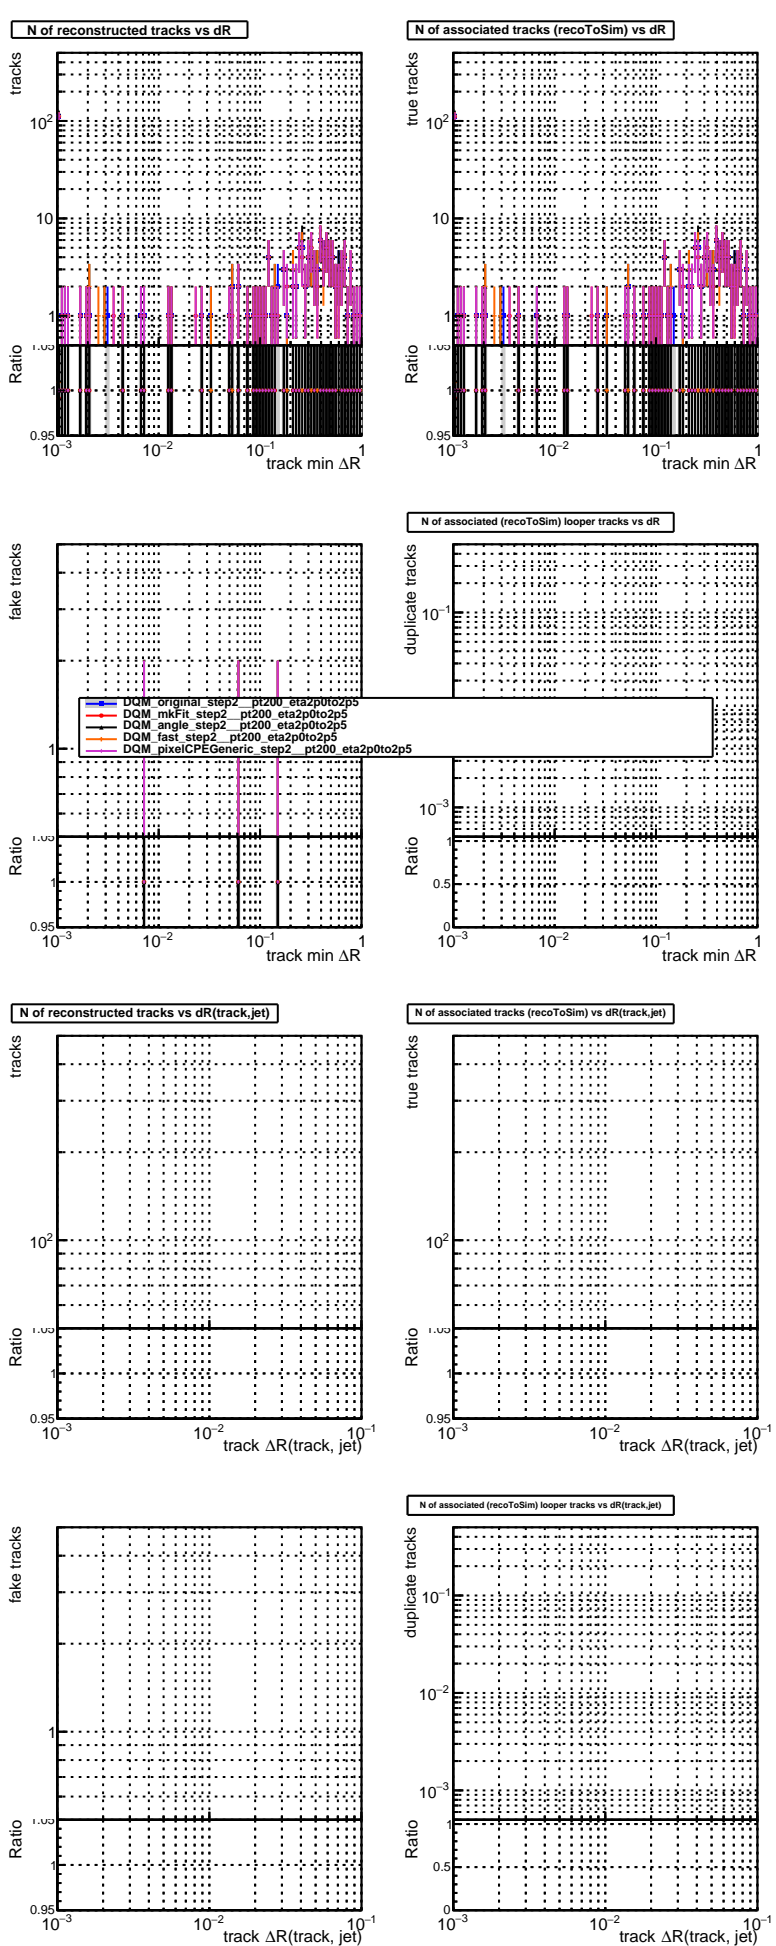 N of reconstructed tracks vs dR
tracks
10²
10
1
1.05
Ratio
1
0.95
10⁻³ 10⁻² 10⁻¹ 1
track min ΔR
N of associated tracks (recoToSim) vs dR
true tracks
10²
10
1
1.05
Ratio
1
0.95
10⁻³ 10⁻² 10⁻¹ 1
track min ΔR
fake tracks
1
1.05
Ratio
1
0.95
10⁻³ 10⁻² 10⁻¹ 1
track min ΔR
N of associated (recoToSim) looper tracks vs dR
duplicate tracks
10⁻¹
10⁻³
1
Ratio
0.5
0
10⁻³ 10⁻² 10⁻¹ 1
track min ΔR
DQM_original_step2__pt200_eta2p0to2p5
DQM_mkFit_step2__pt200_eta2p0to2p5
DQM_angle_step2__pt200_eta2p0to2p5
DQM_fast_step2__pt200_eta2p0to2p5
DQM_pixelCPEGeneric_step2__pt200_eta2p0to2p5
N of reconstructed tracks vs dR(track,jet)
tracks
10²
1.05
Ratio
1
0.95
10⁻³ 10⁻² 10⁻¹
track ΔR(track, jet)
N of associated tracks (recoToSim) vs dR(track,jet)
true tracks
10²
1.05
Ratio
1
0.95
10⁻³ 10⁻² 10⁻¹
track ΔR(track, jet)
fake tracks
1
1.05
Ratio
1
0.95
10⁻³ 10⁻² 10⁻¹
track ΔR(track, jet)
N of associated (recoToSim) looper tracks vs dR(track,jet)
duplicate tracks
10⁻¹
10⁻²
10⁻³
1
Ratio
0.5
0
10⁻³ 10⁻² 10⁻¹
track ΔR(track, jet)